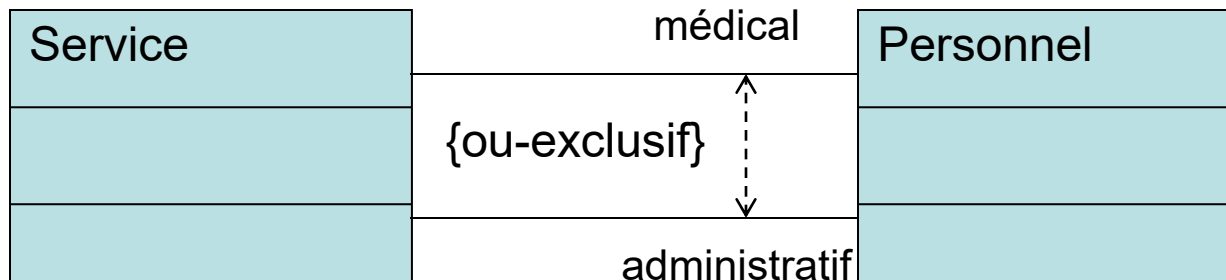 Service
médical
Personnel
{ou-exclusif}
administratif